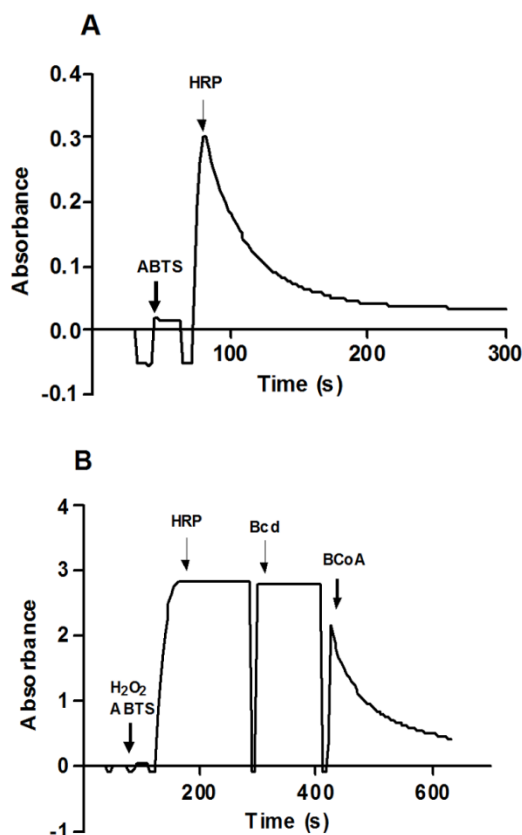 A
HRP
0.4
0.3
0.2
0.1
0.0
-0.1
Absorbance
ABTS
100
200
300
Time (s)
B
HRP
Bcd
BCoA
4
3
2
1
0
-1
Absorbance
H₂O₂
ABTS
200
400
600
Time (s)